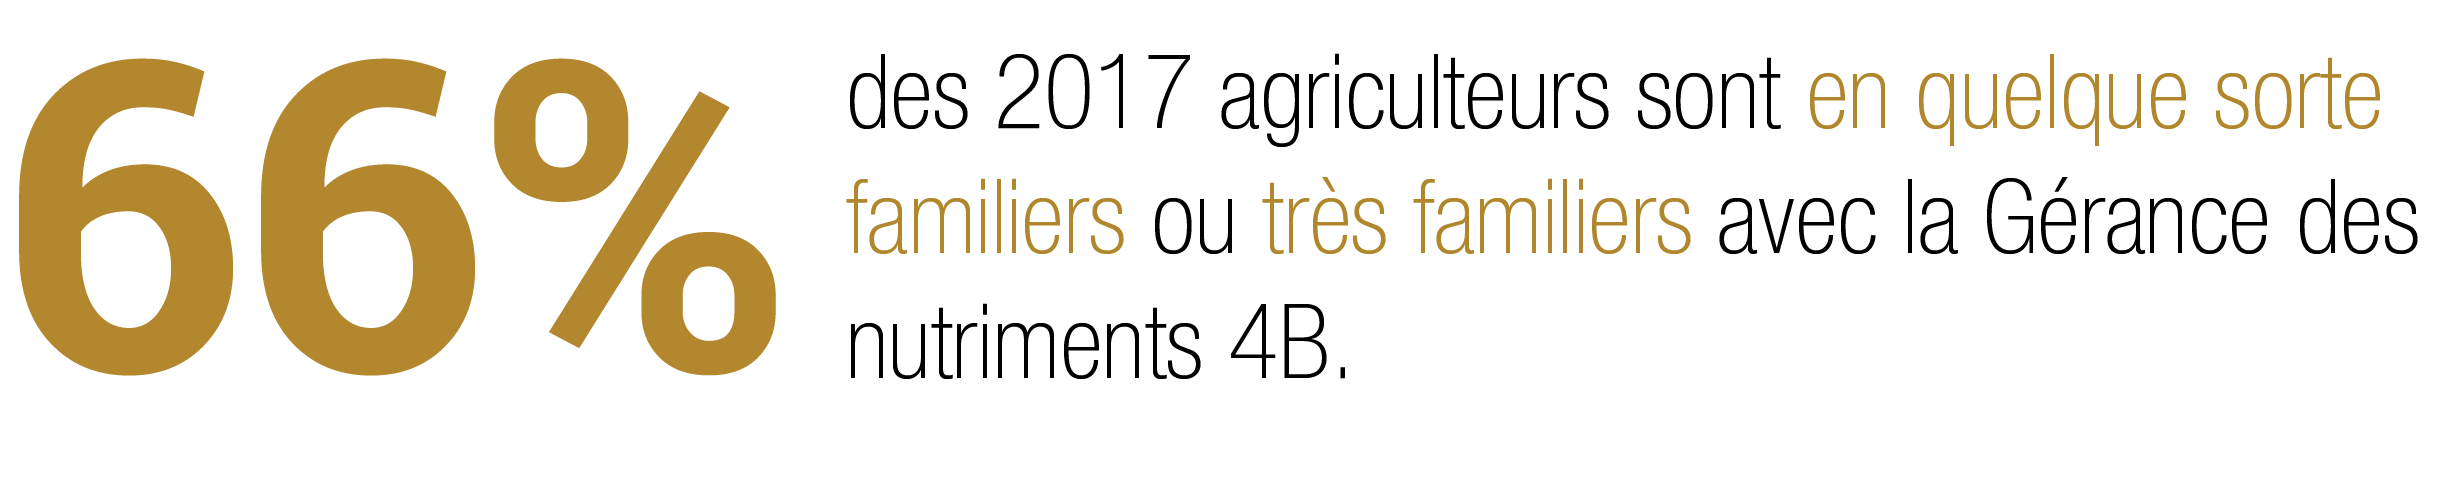 66%
des 2017 agriculteurs sont en quelque sorte
familiers ou très familiers avec la Gérance des
nutriments 4B.